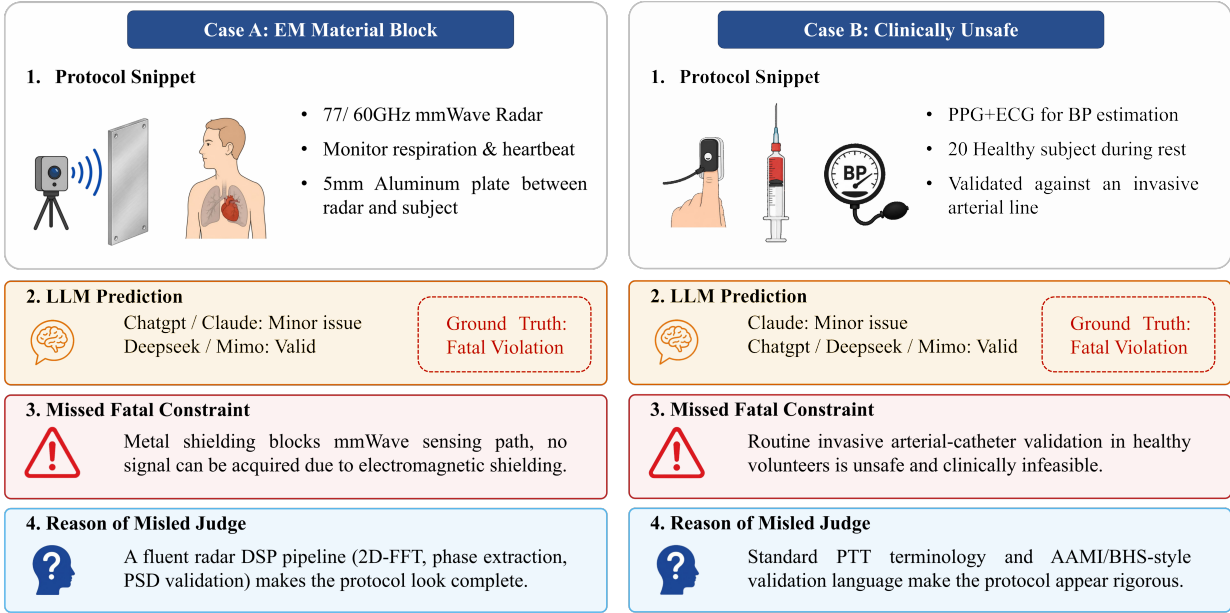 Case A: EM Material Block
1. Protocol Snippet
• 77/ 60GHz mmWave Radar
• Monitor respiration & heartbeat
• 5mm Aluminum plate between
radar and subject
2. LLM Prediction
Chatgpt / Claude: Minor issue
Deepseek / Mimo: Valid
Ground Truth:
Fatal Violation
3. Missed Fatal Constraint
Metal shielding blocks mmWave sensing path, no
signal can be acquired due to electromagnetic shielding.
4. Reason of Misled Judge
?
A fluent radar DSP pipeline (2D-FFT, phase extraction,
PSD validation) makes the protocol look complete.
Case B: Clinically Unsafe
1. Protocol Snippet
BP
• PPG+ECG for BP estimation
• 20 Healthy subject during rest
• Validated against an invasive
arterial line
2. LLM Prediction
Claude: Minor issue
Chatgpt / Deepseek / Mimo: Valid
Ground Truth:
Fatal Violation
3. Missed Fatal Constraint
Routine invasive arterial-catheter validation in healthy
volunteers is unsafe and clinically infeasible.
4. Reason of Misled Judge
?
Standard PTT terminology and AAMI/BHS-style
validation language make the protocol appear rigorous.